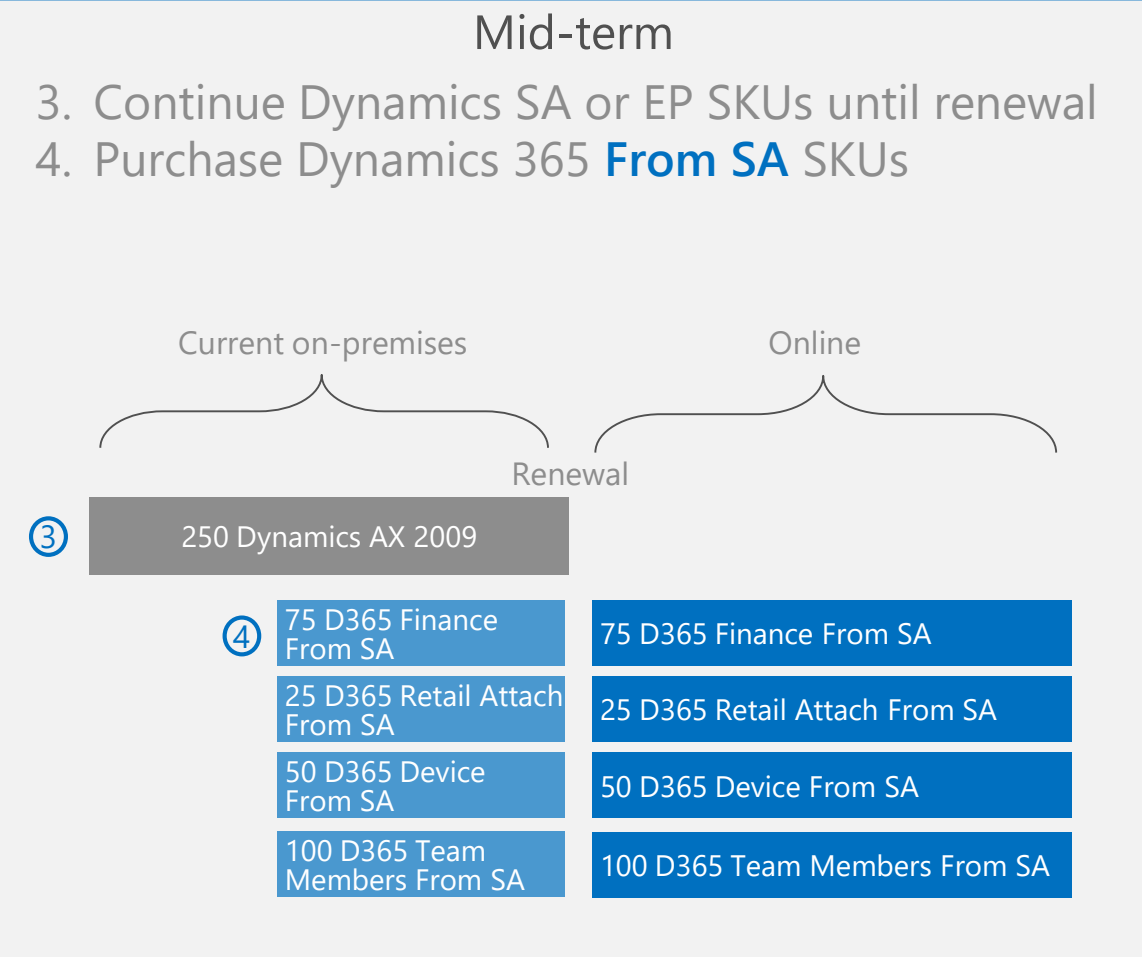 Mid-term
3. Continue Dynamics SA or EP SKUs until renewal
4. Purchase Dynamics 365 From SA SKUs
Current on-premises
Online
Renewal
3
250 Dynamics AX 2009
4
75 D365 Finance
From SA
75 D365 Finance From SA
25 D365 Retail Attach
From SA
25 D365 Retail Attach From SA
50 D365 Device
From SA
50 D365 Device From SA
100 D365 Team
Members From SA
100 D365 Team Members From SA